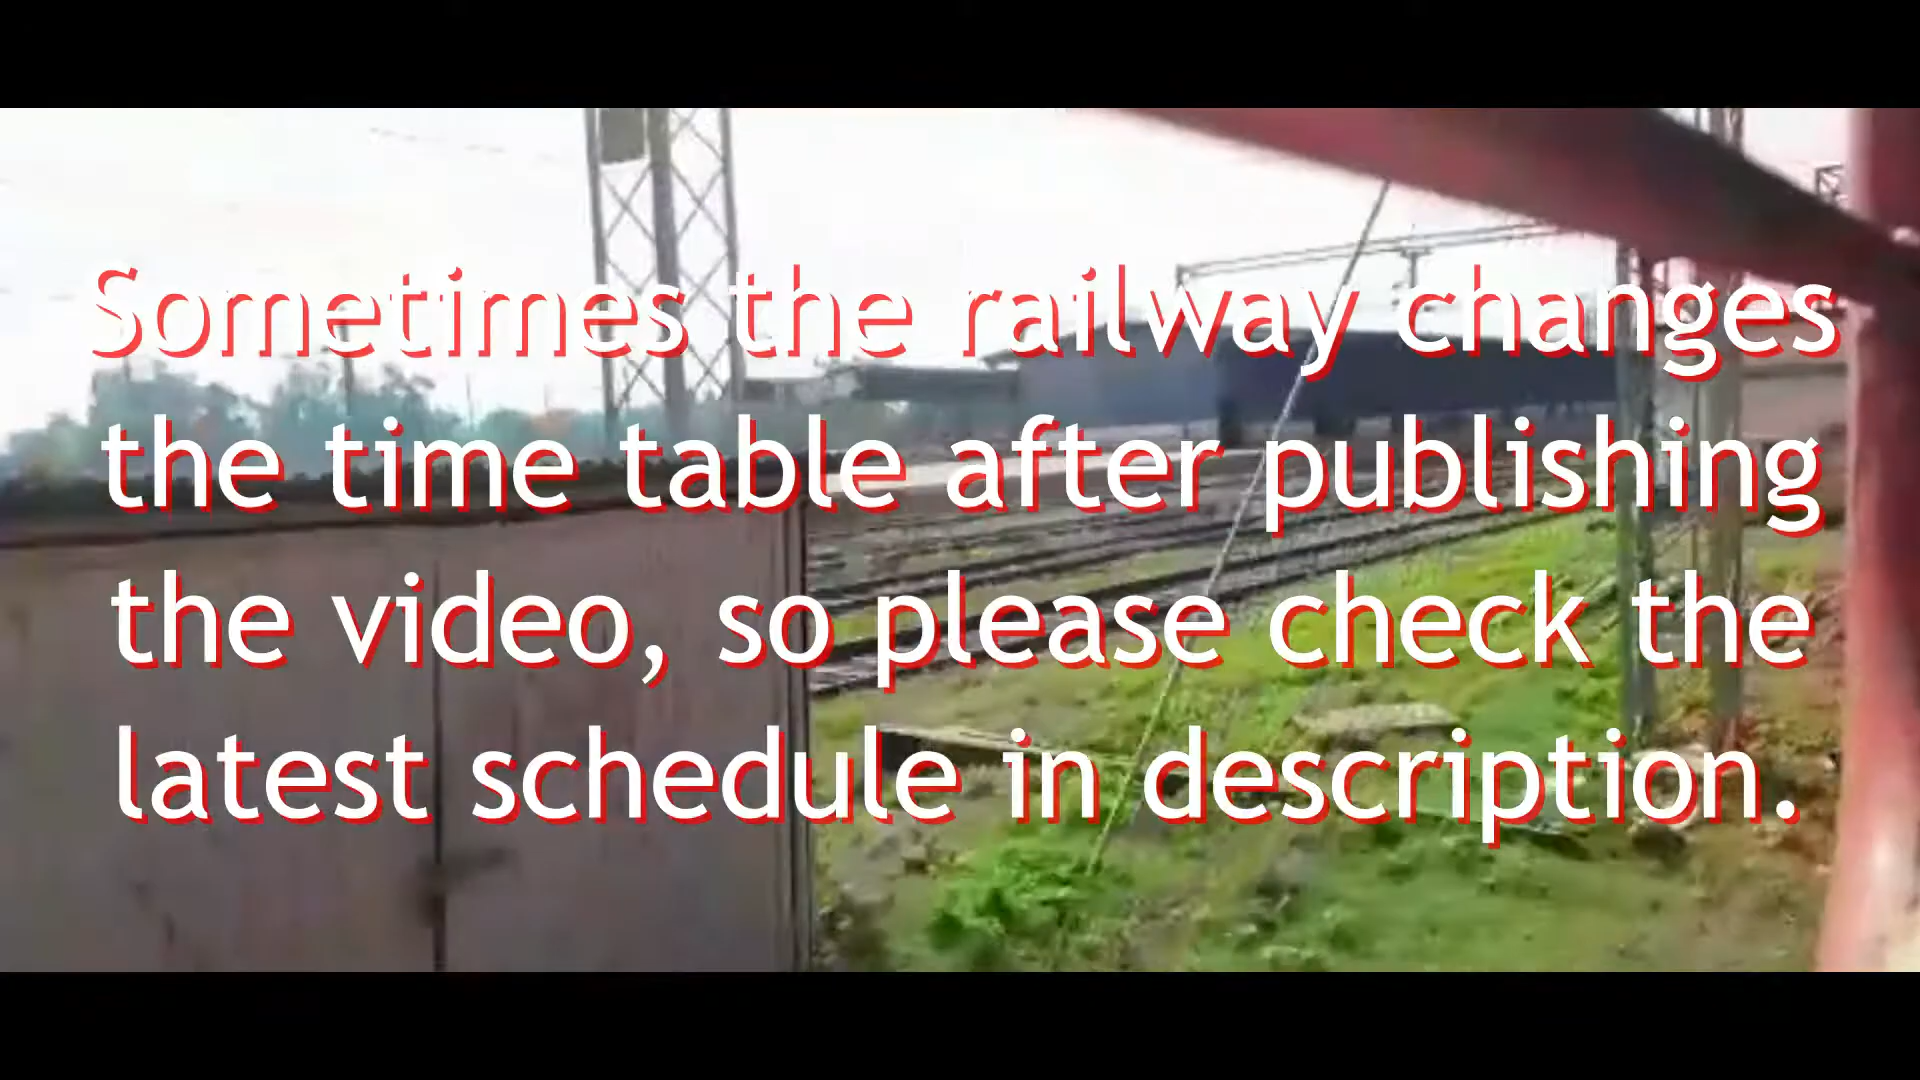 Sometimes the railway changes
the time table after publishing
the video, so please check the
latest schedule in description.